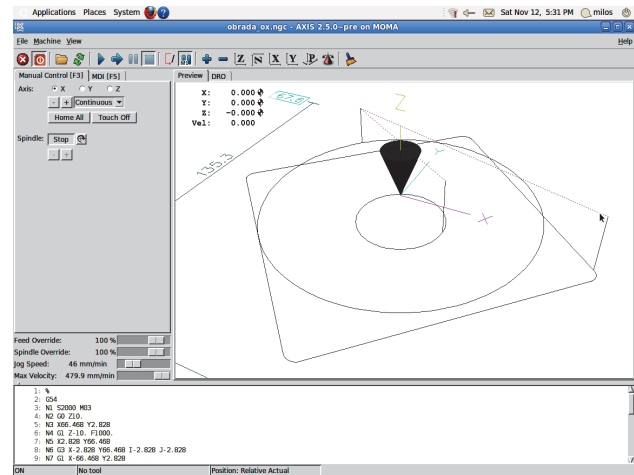 Applications Places System
Sat Nov 12, 5:31 PM milos
obrada_ox.ngc - AXIS 2.5.0~pre on MOMA
File Machine View Help
Z N X Y P
Manual Control [F3] MDI [F5]
Preview DRO
Axis: X Y Z
- + Continuous
Home All Touch Off
Spindle: Stop
- +
X: 0.000
Y: 0.000
Z: -0.000
Vel: 0.000
67.6
135.3
Z
Y
X
Feed Override: 100 %
Spindle Override: 100 %
Jog Speed: 46 mm/min
Max Velocity: 479.9 mm/min
1: %
2: G54
3: N1 S2000 M03
4: N2 G0 Z10.
5: N3 X66.468 Y2.828
6: N4 G1 Z-10. F1000.
7: N5 X2.828 Y66.468
8: N6 G3 X-2.828 Y66.468 I-2.828 J-2.828
9: N7 G1 X-66.468 Y2.828
ON No tool Position: Relative Actual